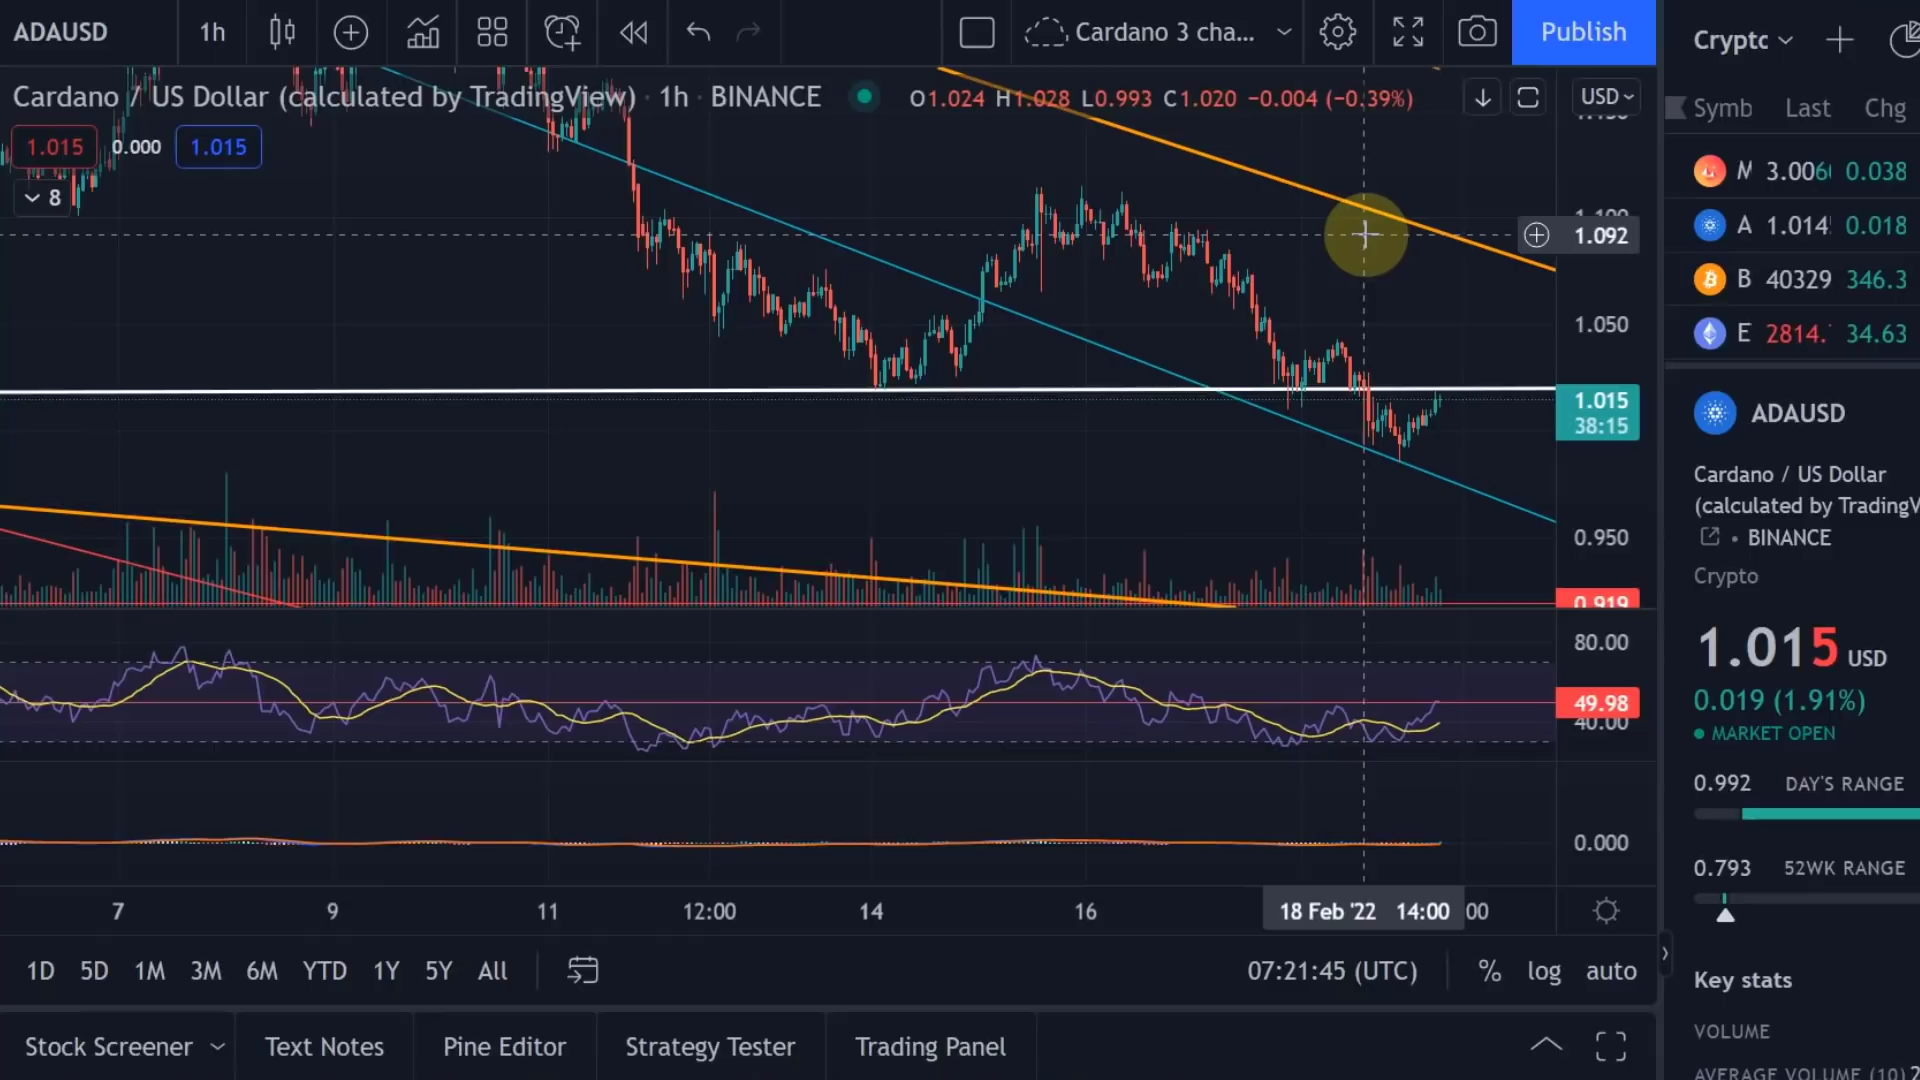 ADAUSD 1h Cardano 3 cha... Publish Crypto
Cardano / US Dollar (calculated by TradingView) · 1h · BINANCE O1.024 H1.028 L0.993 C1.020 −0.004 (−0.39%) USD
Symb Last Chg
1.015 0.000 1.015
M 3.006 0.038
8
A 1.014 0.018
1.092
B 40329 346.3
1.050
E 2814. 34.63
1.015
38:15
ADAUSD
Cardano / US Dollar
(calculated by TradingV
BINANCE
0.950
Crypto
0.919
80.00
1.015 USD
49.98
0.019 (1.91%)
40.00
MARKET OPEN
0.992 DAY'S RANGE
0.000
0.793 52WK RANGE
7 9 11 12:00 14 16 18 Feb '22 14:00 00
1D 5D 1M 3M 6M YTD 1Y 5Y All 07:21:45 (UTC) % log auto
Key stats
VOLUME
Stock Screener Text Notes Pine Editor Strategy Tester Trading Panel
AVERAGE VOLUME (10)